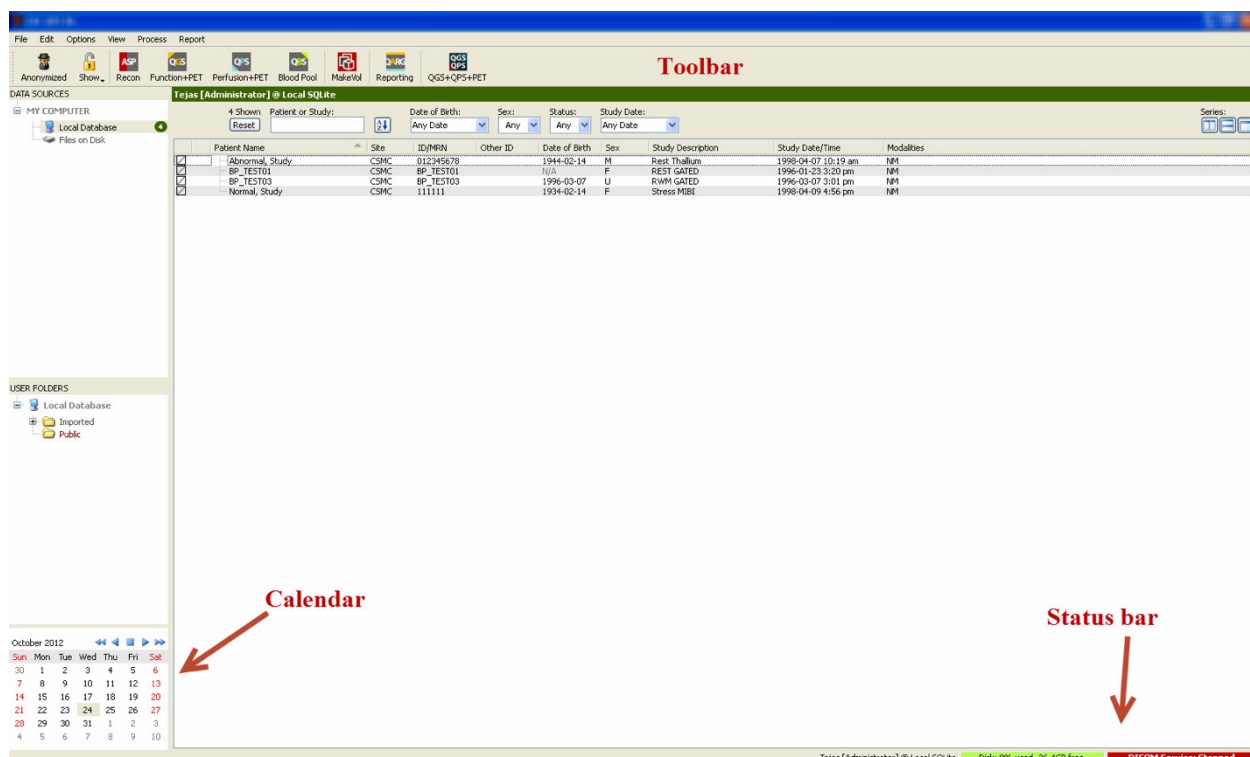 File Edit Options View Process Report
ASP QGS QPS QBS QARG QGS QPS
Anonymized Show Recon Function+PET Perfusion+PET Blood Pool MakeVol Reporting QGS+QPS+PET
Toolbar
DATA SOURCES
Tejas [Administrator] @ Local SQLite
MY COMPUTER
Local Database 4
Files on Disk
4 Shown Patient or Study: Date of Birth: Sex: Status: Study Date: Series:
Reset Any Date Any Any Any Date
Patient Name Site ID/MRN Other ID Date of Birth Sex Study Description Study Date/Time Modalities
Abnormal, Study CSMC 012345678 1944-02-14 M Rest Thallium 1998-04-07 10:19 am NM
BP_TEST01 CSMC BP_TEST01 N/A F REST GATED 1996-01-23 3:20 pm NM
BP_TEST03 CSMC BP_TEST03 1996-03-07 U RWM GATED 1996-03-07 3:01 pm NM
Normal, Study CSMC 111111 1934-02-14 F Stress MIBI 1998-04-09 4:56 pm NM
USER FOLDERS
Local Database
Imported
Public
Calendar
Status bar
October 2012
Sun Mon Tue Wed Thu Fri Sat
30 1 2 3 4 5 6
7 8 9 10 11 12 13
14 15 16 17 18 19 20
21 22 23 24 25 26 27
28 29 30 31 1 2 3
4 5 6 7 8 9 10
Tejas [Administrator] @ Local SQLite